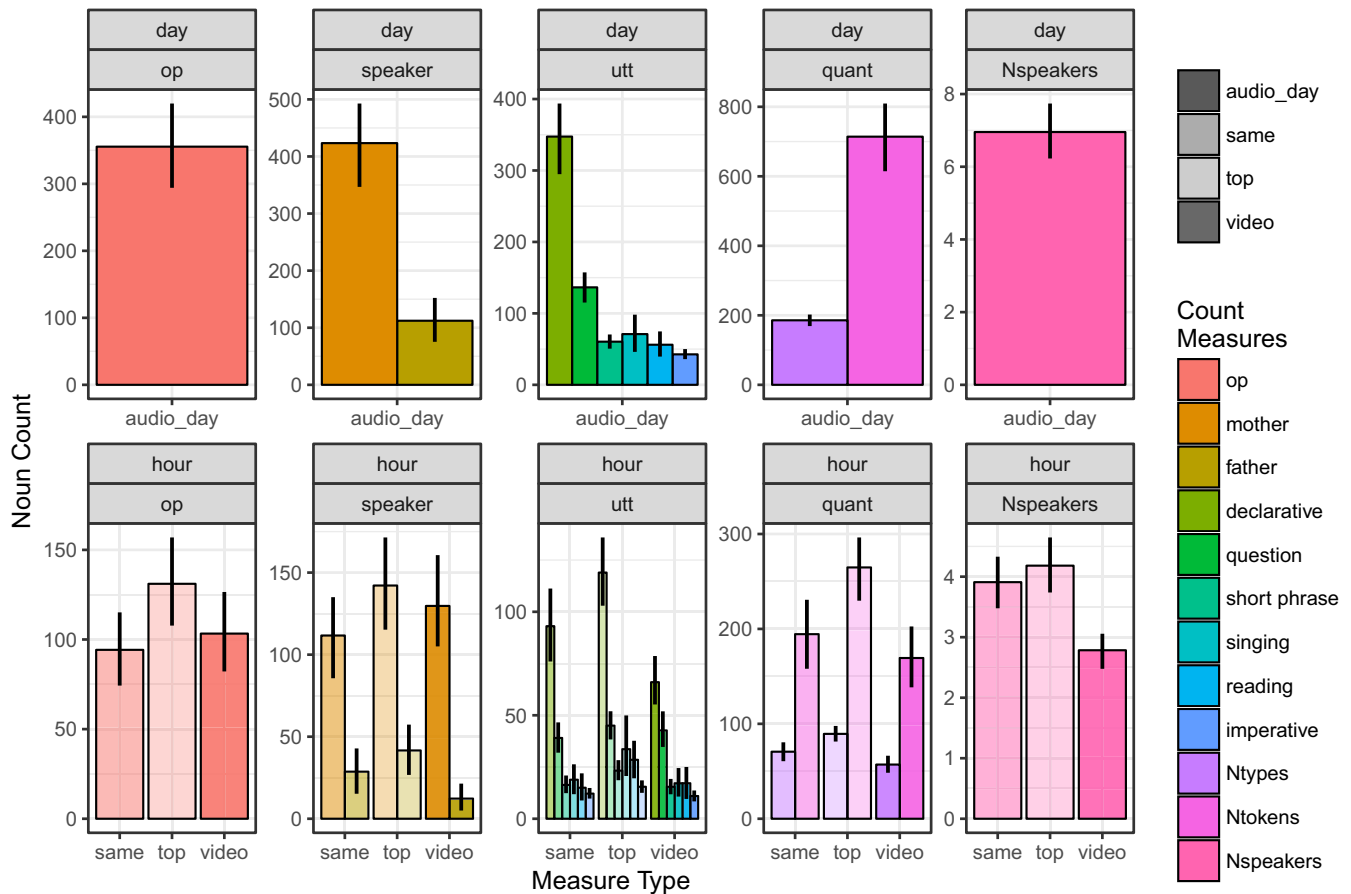 day
day
day
day
day
op
speaker
utt
quant
Nspeakers
400
300
200
100
0
500
400
300
200
100
0
400
300
200
100
0
800
600
400
200
0
8
6
4
2
0
audio_day
audio_day
audio_day
audio_day
audio_day
Noun Count
hour
hour
hour
hour
hour
op
speaker
utt
quant
Nspeakers
150
100
50
0
150
100
50
0
100
50
0
300
200
100
0
4
3
2
1
0
same top video
same top video
same top video
same top video
same top video
Measure Type
audio_day
same
top
video
Count
Measures
op
mother
father
declarative
question
short phrase
singing
reading
imperative
Ntypes
Ntokens
Nspeakers